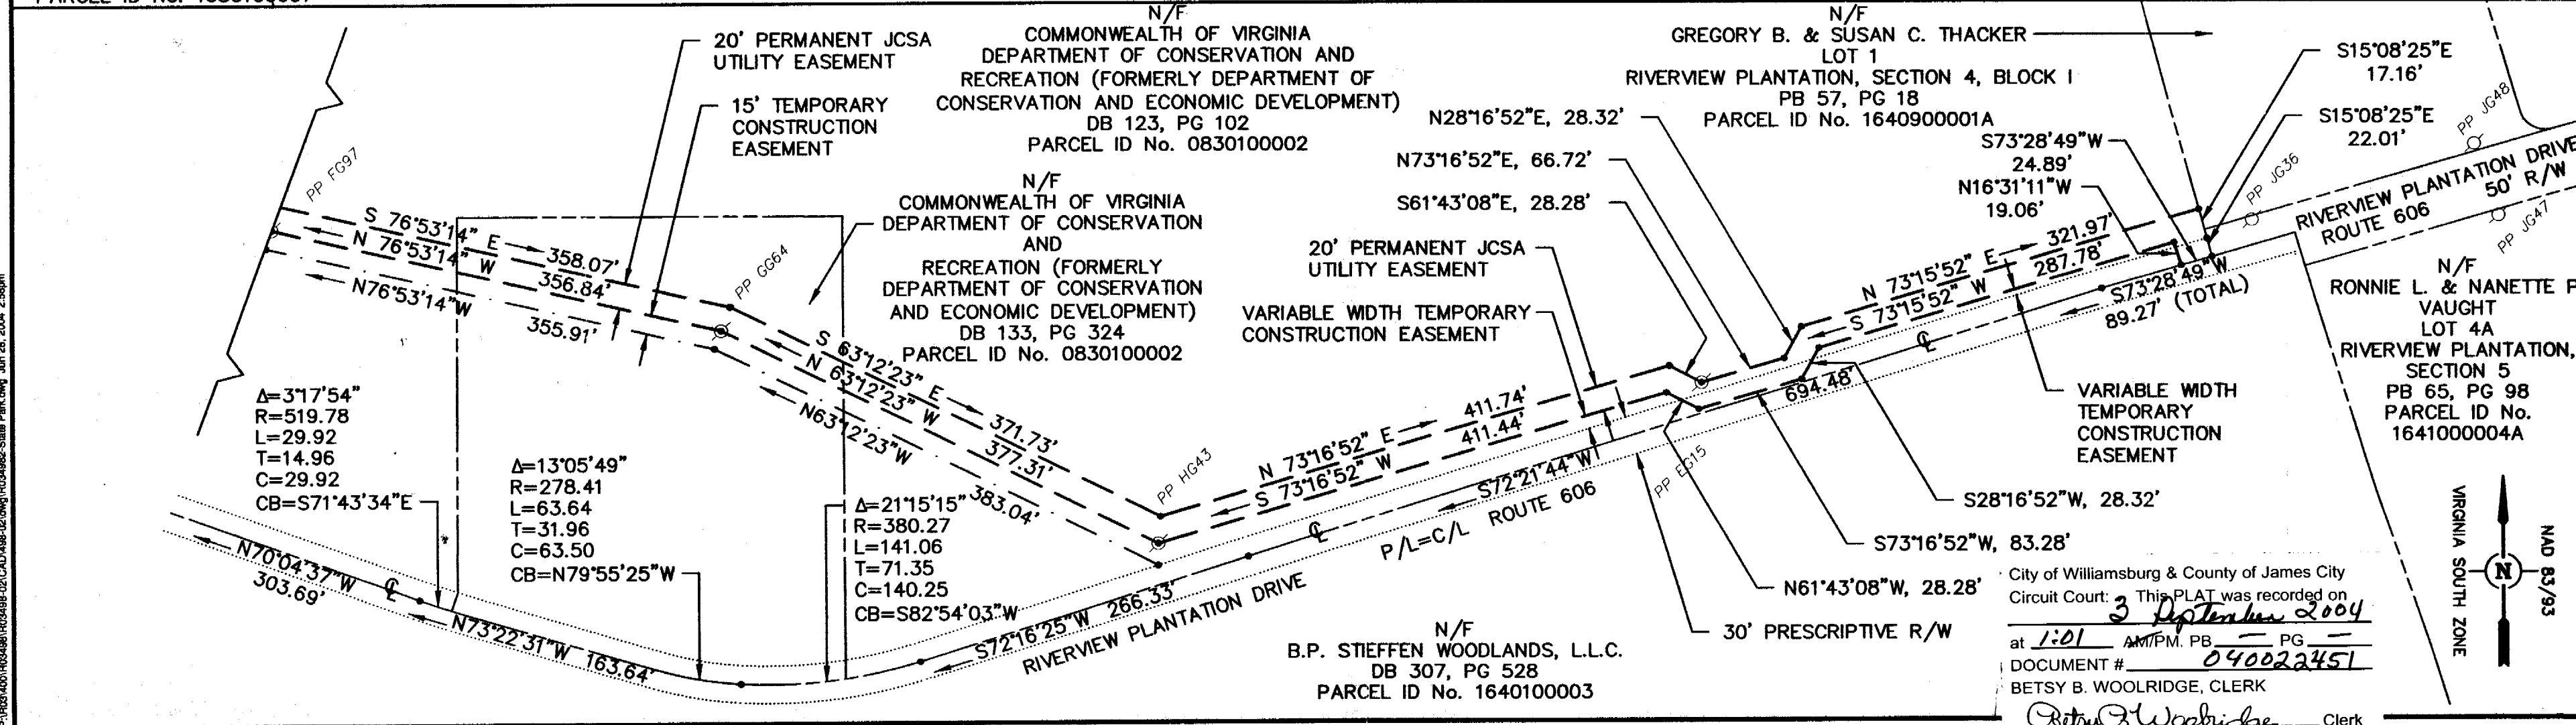 N/F
COMMONWEALTH OF VIRGINIA
DEPARTMENT OF CONSERVATION AND
RECREATION (FORMERLY DEPARTMENT OF
CONSERVATION AND ECONOMIC DEVELOPMENT)
DB 123, PG 102
PARCEL ID No. 0830100002
20' PERMANENT JCSA
UTILITY EASEMENT
15' TEMPORARY
CONSTRUCTION
EASEMENT
N/F
COMMONWEALTH OF VIRGINIA
DEPARTMENT OF CONSERVATION
AND
RECREATION (FORMERLY
DEPARTMENT OF CONSERVATION
AND ECONOMIC DEVELOPMENT)
DB 133, PG 324
PARCEL ID No. 0830100002
N/F
GREGORY B. & SUSAN C. THACKER
LOT 1
RIVERVIEW PLANTATION, SECTION 4, BLOCK I
PB 57, PG 18
PARCEL ID No. 1640900001A
S15°08'25"E
17.16'
S15°08'25"E
22.01'
S73°28'49"W
24.89'
N16°31'11"W
19.06'
N28°16'52"E, 28.32'
N73°16'52"E, 66.72'
S61°43'08"E, 28.28'
20' PERMANENT JCSA
UTILITY EASEMENT
VARIABLE WIDTH TEMPORARY
CONSTRUCTION EASEMENT
PP FG97
PP GG64
PP HG43
PP EG15
PP JG36
PP JG48
PP JG47
S 76°53'14" E 358.07'
N 76°53'14" W 356.84'
N76°53'14"W 355.91'
S 63°12'23" E 371.73'
N 63°12'23" W 377.31'
N63°12'23"W 383.04'
N 73°16'52" E 411.74'
S 73°16'52" W 411.44'
N 73°15'52" E 321.97'
S 73°15'52" W 287.78'
S73°28'49"W
89.27' (TOTAL)
S72°21'44"W 694.48'
RIVERVIEW PLANTATION DRIVE
ROUTE 606 50' R/W
N/F
RONNIE L. & NANETTE P
VAUGHT
LOT 4A
RIVERVIEW PLANTATION,
SECTION 5
PB 65, PG 98
PARCEL ID No.
1641000004A
VARIABLE WIDTH
TEMPORARY
CONSTRUCTION
EASEMENT
S28°16'52"W, 28.32'
S73°16'52"W, 83.28'
N61°43'08"W, 28.28'
30' PRESCRIPTIVE R/W
P/L=C/L ROUTE 606
RIVERVIEW PLANTATION DRIVE
Δ=3°17'54"
R=519.78
L=29.92
T=14.96
C=29.92
CB=S71°43'34"E
Δ=13°05'49"
R=278.41
L=63.64
T=31.96
C=63.50
CB=N79°55'25"W
Δ=21°15'15"
R=380.27
L=141.06
T=71.35
C=140.25
CB=S82°54'03"W
N70°04'37"W
303.69'
N73°22'31"W 163.64'
S72°16'25"W 266.33'
N/F
B.P. STIEFFEN WOODLANDS, L.L.C.
DB 307, PG 528
PARCEL ID No. 1640100003
City of Williamsburg & County of James City
Circuit Court: This PLAT was recorded on
3 September 2004
at 1:01 AM/PM. PB — PG —
DOCUMENT # 040022451
BETSY B. WOOLRIDGE, CLERK
Betsy B Woolridge Clerk
VIRGINIA SOUTH ZONE
N
NAD 83/93